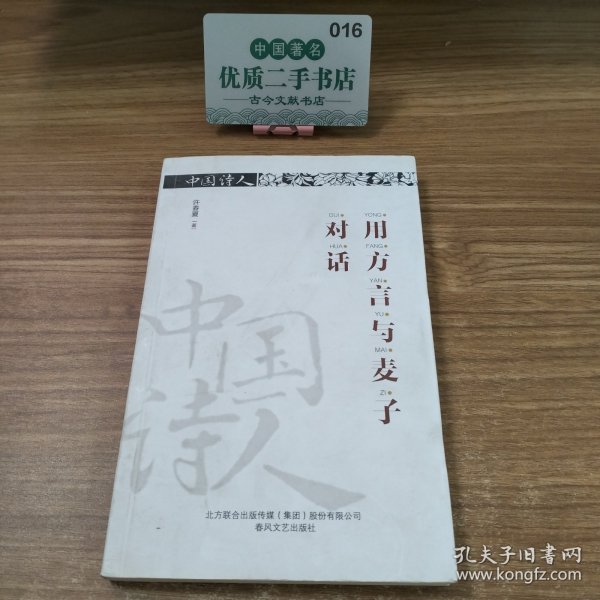 016
中国著名
优质二手书店
古今文献书店
中国诗人
许春夏【著】
YONG FANG YAN YU MAI ZI
用方言与麦子
DUI HUA
对话
中国
诗人
北方联合出版传媒（集团）股份有限公司
春风文艺出版社
孔夫子旧书网
www.kongfz.com